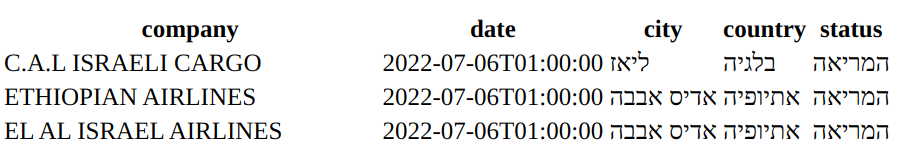 company date city country status
C.A.L ISRAELI CARGO 2022-07-06T01:00:00 ליאז בלגיה המריאה
ETHIOPIAN AIRLINES 2022-07-06T01:00:00 אדיס אבבה אתיופיה המריאה
EL AL ISRAEL AIRLINES 2022-07-06T01:00:00 אדיס אבבה אתיופיה המריאה